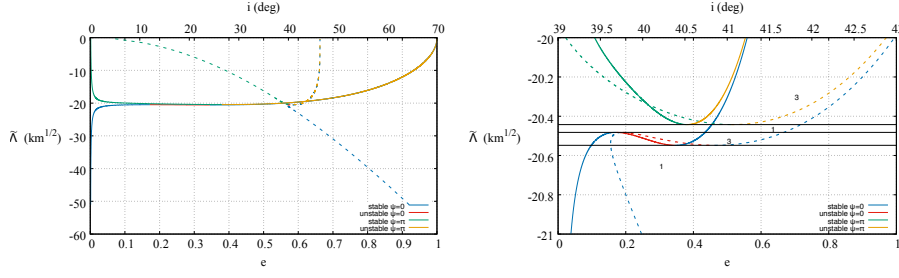 i (deg)
0 10 20 30 40 50 60 70
0
-10
-20
-30
-40
-50
-60
Λ̃ (km1/2)
stable ψ=0
unstable ψ=0
stable ψ=π
unstable ψ=π
0 0.1 0.2 0.3 0.4 0.5 0.6 0.7 0.8 0.9 1
e
i (deg)
39 39.5 40 40.5 41 41.5 42 42.5 43
-20
-20.2
-20.4
-20.6
-20.8
-21
Λ̃ (km1/2)
3
1
3
1
stable ψ=0
unstable ψ=0
stable ψ=π
unstable ψ=π
0 0.2 0.4 0.6 0.8 1
e